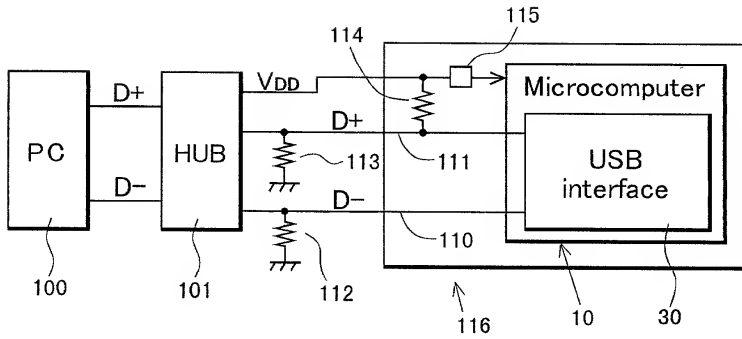 115
114
VDD
Microcomputer
D+
D+
PC
HUB
USB
interface
113
111
D-
D-
110
112
100
101
116
10
30